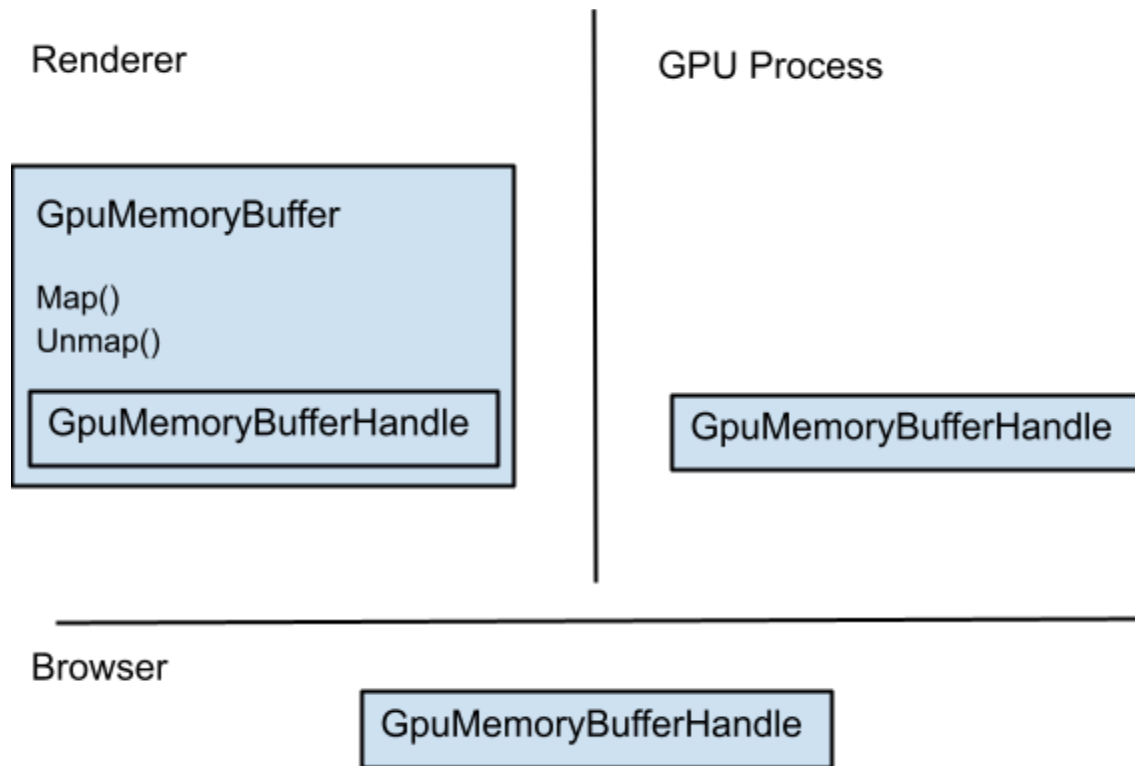 Renderer
GpuMemoryBuffer
Map()
Unmap()
GpuMemoryBufferHandle
GPU Process
GpuMemoryBufferHandle
Browser
GpuMemoryBufferHandle